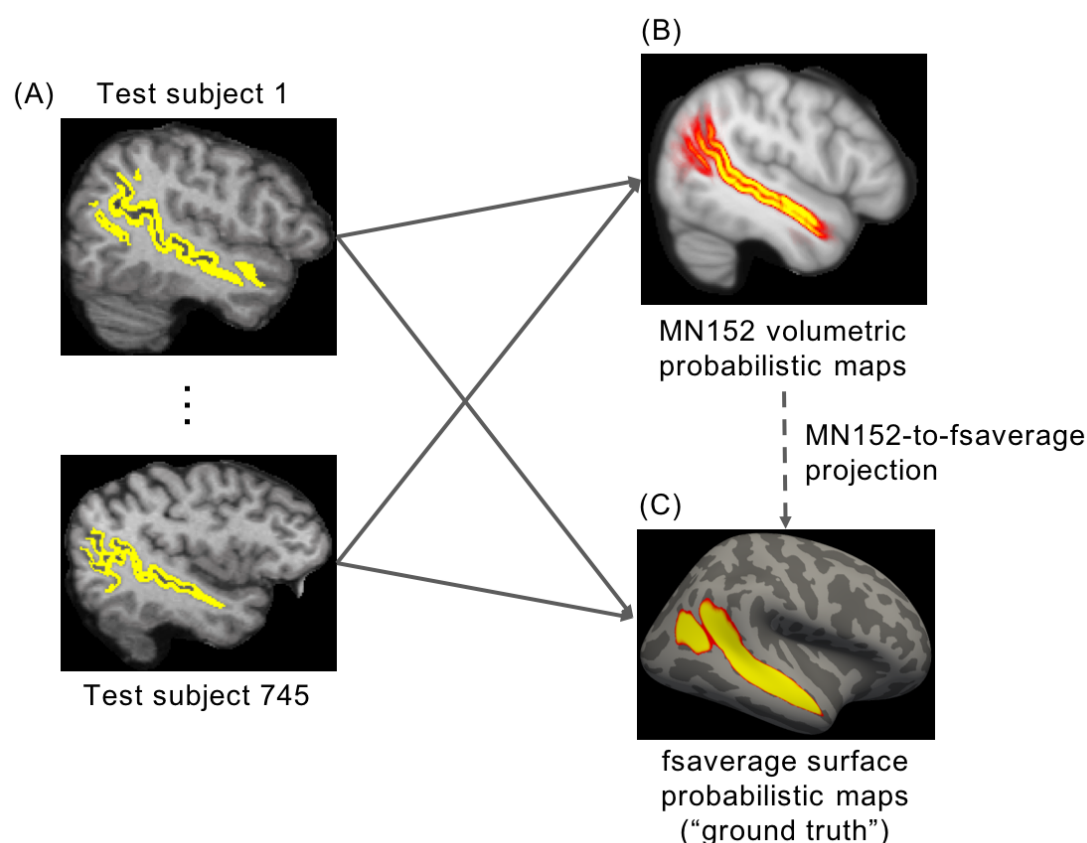 (A)
Test subject 1
⋮
Test subject 745
(B)
MN152 volumetric
probabilistic maps
MN152-to-fsaverage
projection
(C)
fsaverage surface
probabilistic maps
(“ground truth”)